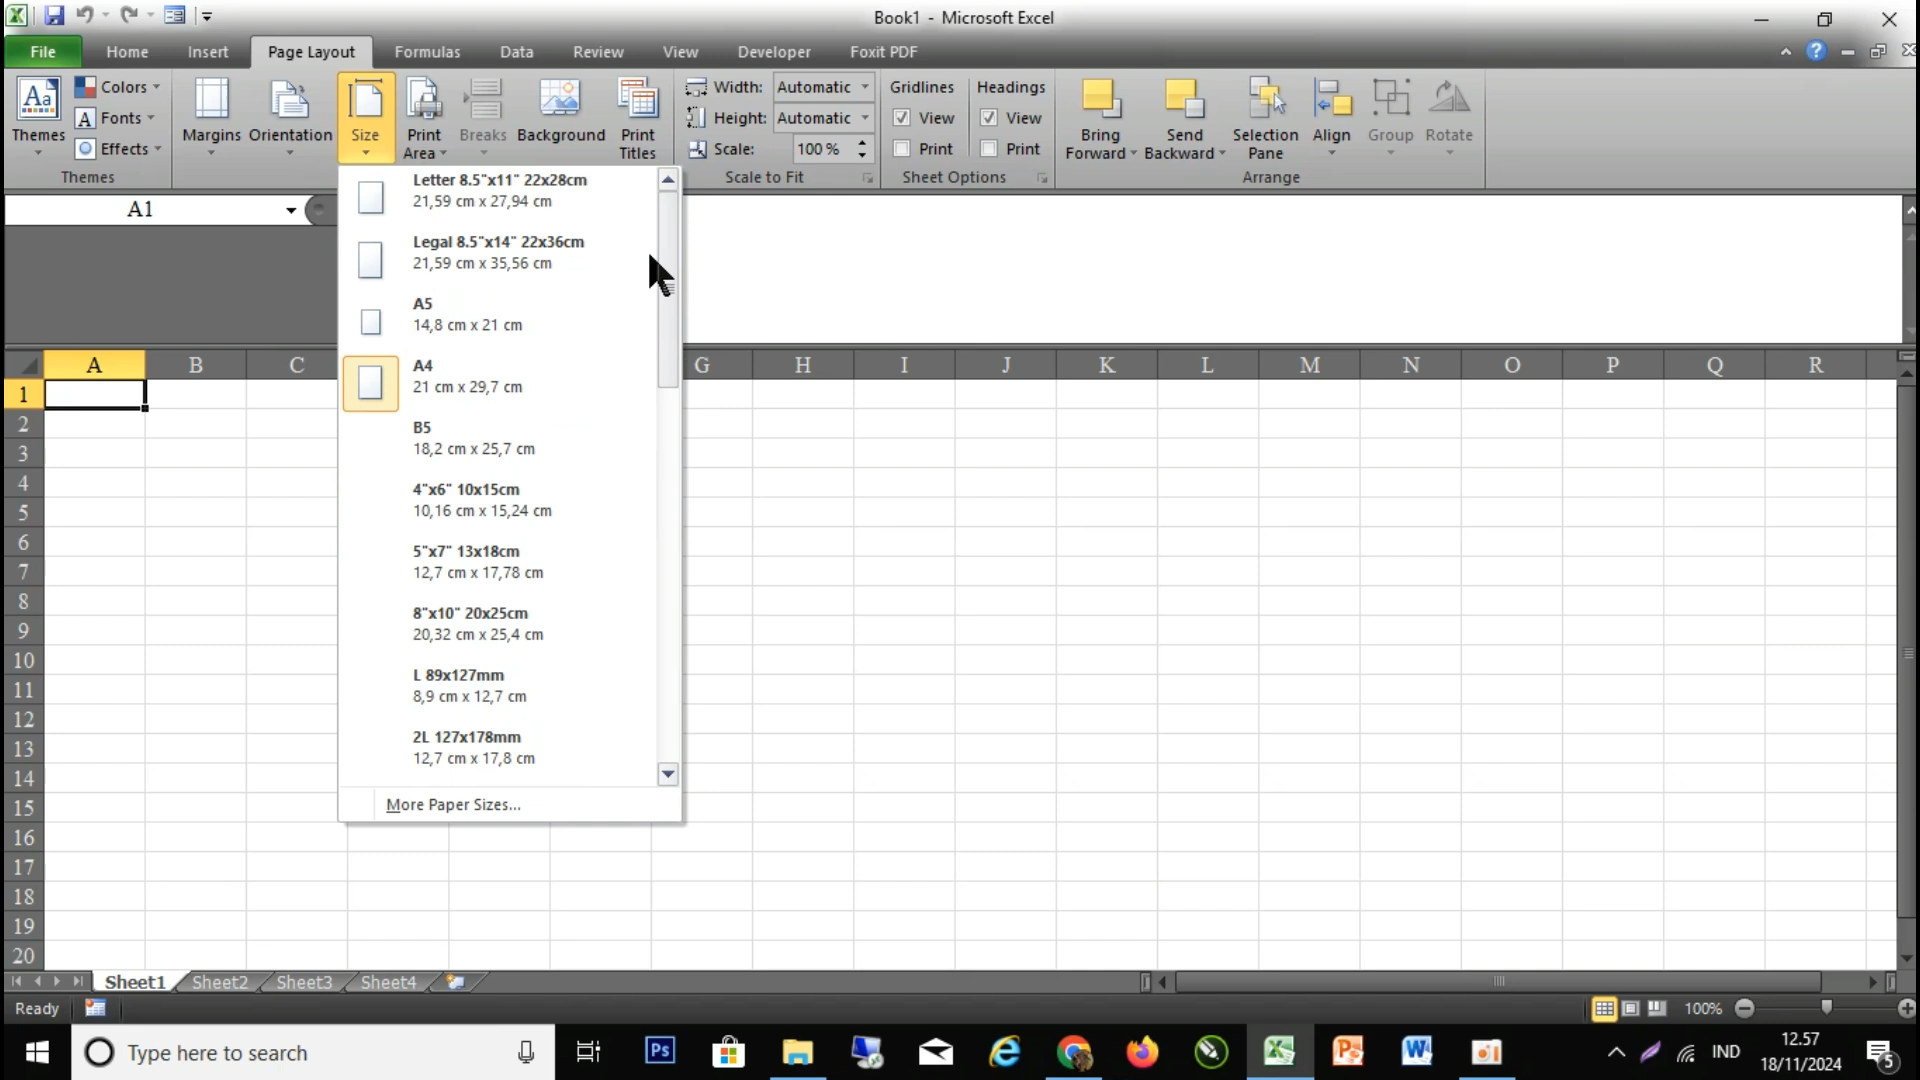 Book1 - Microsoft Excel
File Home Insert Page Layout Formulas Data Review View Developer Foxit PDF
Themes
Colors
Fonts
Effects
Themes
Margins
Orientation
Size
Print Area
Breaks
Background
Print Titles
Width: Automatic
Height: Automatic
Scale: 100 %
Scale to Fit
Gridlines
View
Print
Headings
View
Print
Sheet Options
Bring Forward
Send Backward
Selection Pane
Align
Group
Rotate
Arrange
A1
Letter 8.5"x11" 22x28cm
21,59 cm x 27,94 cm
Legal 8.5"x14" 22x36cm
21,59 cm x 35,56 cm
A5
14,8 cm x 21 cm
A4
21 cm x 29,7 cm
B5
18,2 cm x 25,7 cm
4"x6" 10x15cm
10,16 cm x 15,24 cm
5"x7" 13x18cm
12,7 cm x 17,78 cm
8"x10" 20x25cm
20,32 cm x 25,4 cm
L 89x127mm
8,9 cm x 12,7 cm
2L 127x178mm
12,7 cm x 17,8 cm
More Paper Sizes...
A B C G H I J K L M N O P Q R
1
2
3
4
5
6
7
8
9
10
11
12
13
14
15
16
17
18
19
20
Sheet1 Sheet2 Sheet3 Sheet4
Ready 100%
Type here to search
Ps
IND
12.57
18/11/2024
5